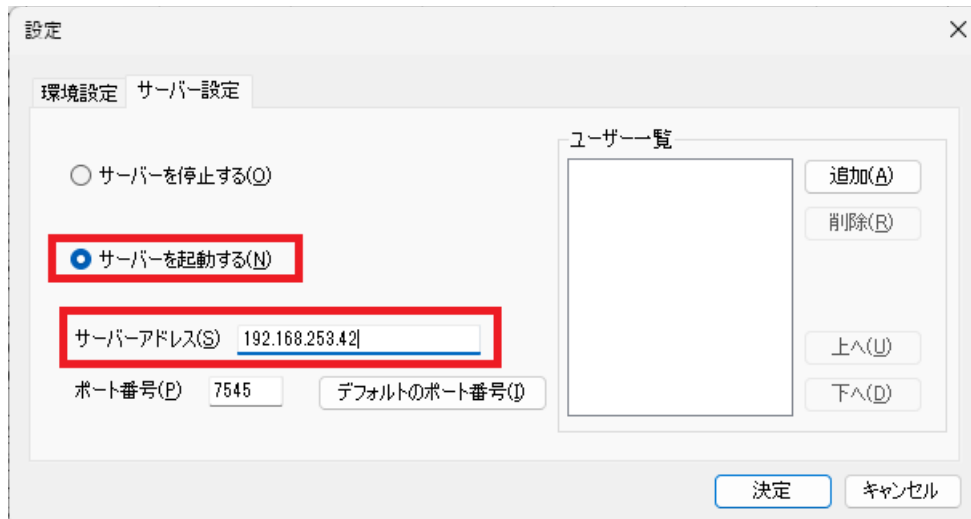 設定
環境設定 サーバー設定
ユーザー一覧
サーバーを停止する(O)
追加(A)
削除(R)
サーバーを起動する(N)
サーバーアドレス(S) 192.168.253.42
上へ(U)
ポート番号(P) 7545 デフォルトのポート番号(I)
下へ(D)
決定 キャンセル